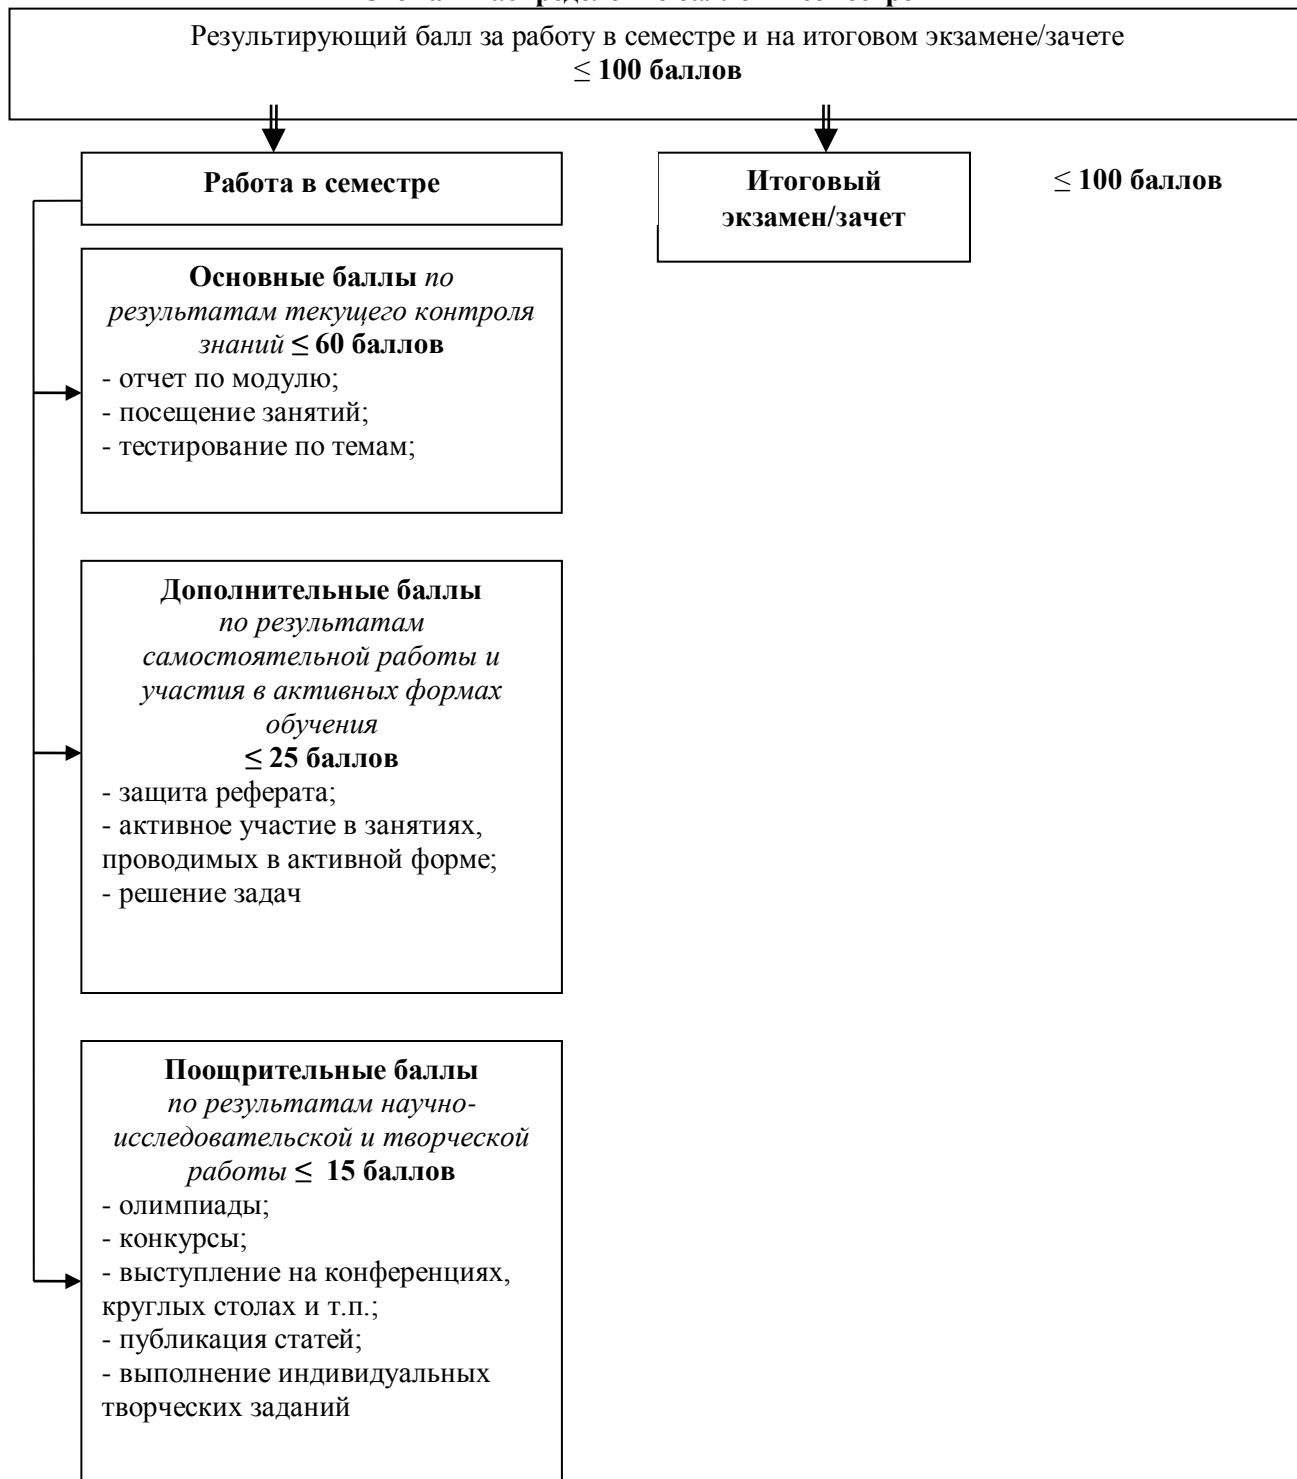 Результирующий балл за работу в семестре и на итоговом экзамене/зачете
≤ 100 баллов
Работа в семестре
Итоговый
экзамен/зачет
≤ 100 баллов
Основные баллы по
результатам текущего контроля
знаний ≤ 60 баллов
- отчет по модулю;
- посещение занятий;
- тестирование по темам;
Дополнительные баллы
по результатам
самостоятельной работы и
участия в активных формах
обучения
≤ 25 баллов
- защита реферата;
- активное участие в занятиях,
проводимых в активной форме;
- решение задач
Поощрительные баллы
по результатам научно-
исследовательской и творческой
работы ≤ 15 баллов
- олимпиады;
- конкурсы;
- выступление на конференциях,
круглых столах и т.п.;
- публикация статей;
- выполнение индивидуальных
творческих заданий